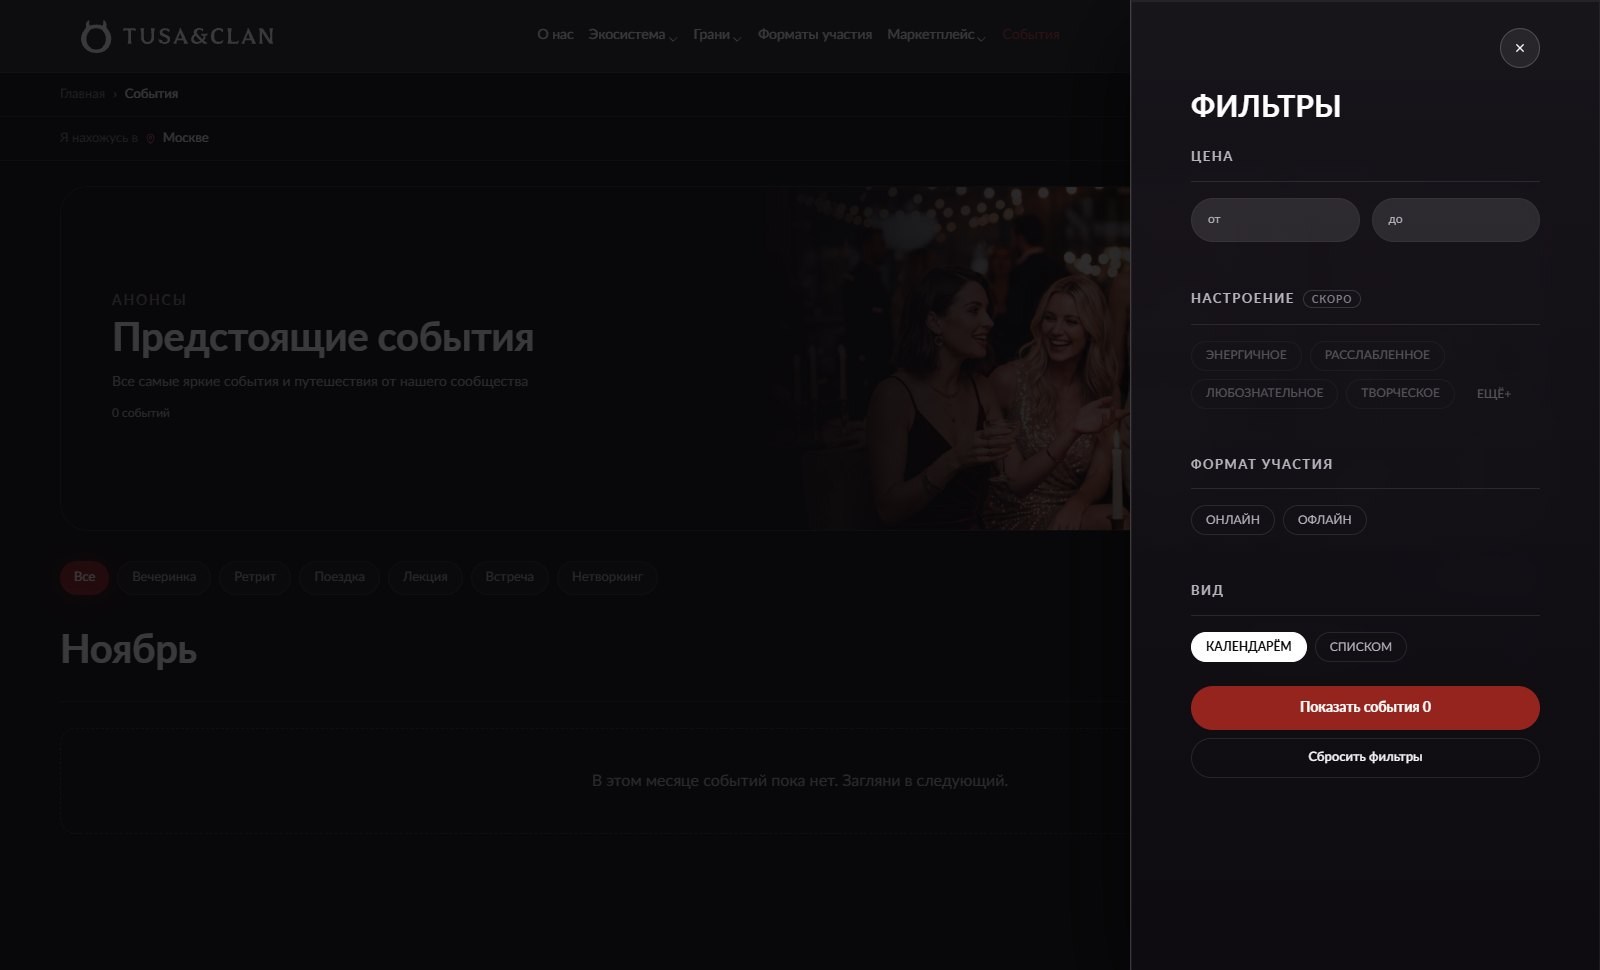 TUSA&CLAN
О нас Экосистема Грани Форматы участия Маркетплейс События
Главная › События
Я нахожусь в Москве
АНОНСЫ
Предстоящие события
Все самые яркие события и путешествия от нашего сообщества
0 событий
Все Вечеринка Ретрит Поездка Лекция Встреча Нетворкинг
Ноябрь
В этом месяце событий пока нет. Загляни в следующий.
×
ФИЛЬТРЫ
ЦЕНА
от до
НАСТРОЕНИЕ СКОРО
ЭНЕРГИЧНОЕ РАССЛАБЛЕННОЕ
ЛЮБОЗНАТЕЛЬНОЕ ТВОРЧЕСКОЕ ЕЩЁ+
ФОРМАТ УЧАСТИЯ
ОНЛАЙН ОФЛАЙН
ВИД
КАЛЕНДАРЁМ СПИСКОМ
Показать события 0
Сбросить фильтры